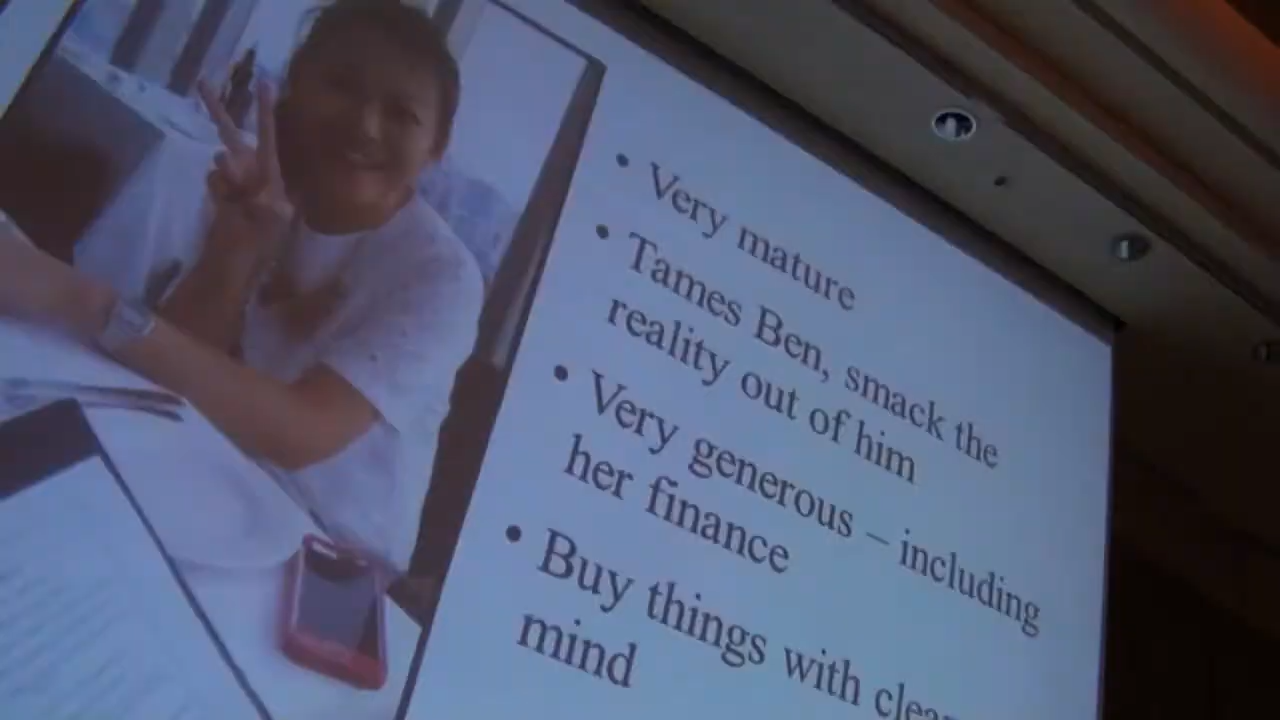 • Very mature
• Tames Ben, smack the
reality out of him
• Very generous – including
her finance
• Buy things with
mind